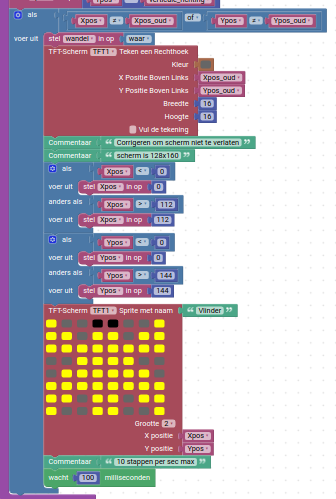 als Xpos ≠ Xpos_oud of Ypos ≠ Ypos_oud
voer uit stel wandel in op waar
TFT-Scherm TFT1 Teken een Rechthoek
Kleur
X Positie Boven Links Xpos_oud
Y Positie Boven Links Ypos_oud
Breedte 16
Hoogte 16
Vul de tekening
Commentaar Corrigeren om scherm niet te verlaten
Commentaar scherm is 128x160
als Xpos < 0
voer uit stel Xpos in op 0
anders als Xpos > 112
voer uit stel Xpos in op 112
als Ypos < 0
voer uit stel Ypos in op 0
anders als Ypos > 144
voer uit stel Ypos in op 144
TFT-Scherm TFT1 Sprite met naam Vlinder
Grootte 2
X positie Xpos
Y positie Ypos
Commentaar 10 stappen per sec max
wacht 100 milliseconden